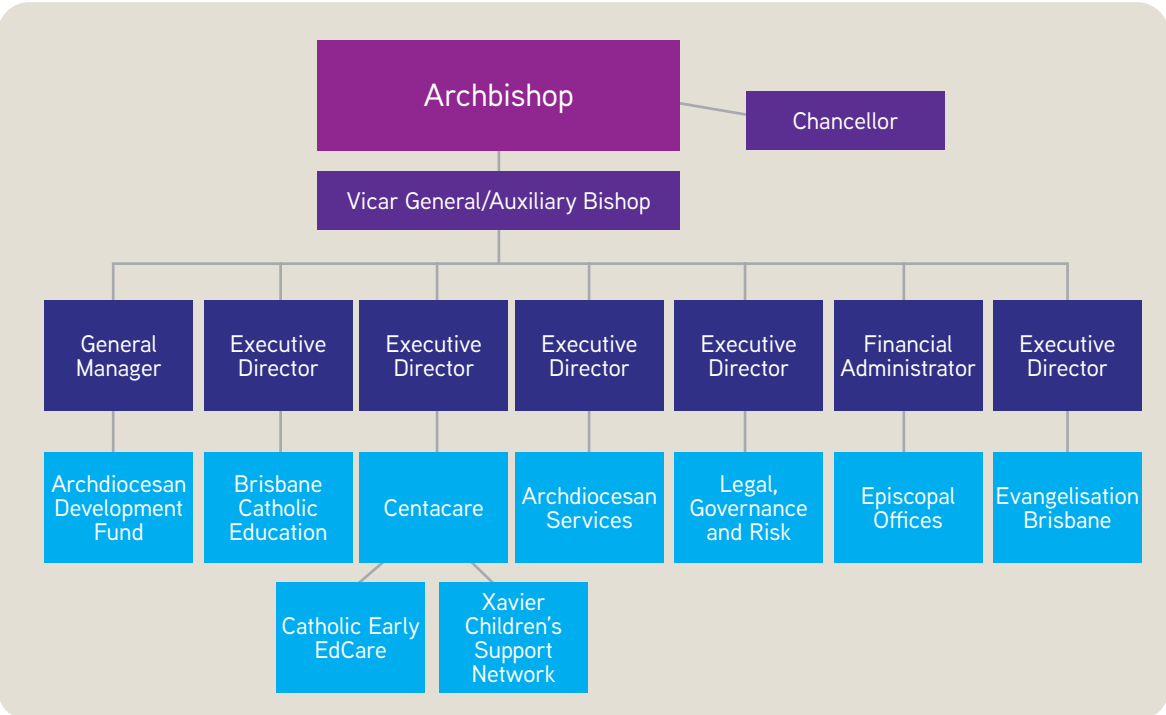 Archbishop
Chancellor
Vicar General/Auxiliary Bishop
General
Manager
Executive
Director
Executive
Director
Executive
Director
Executive
Director
Financial
Administrator
Executive
Director
Archdiocesan
Development
Fund
Brisbane
Catholic
Education
Centacare
Archdiocesan
Services
Legal,
Governance
and Risk
Episcopal
Offices
Evangelisation
Brisbane
Catholic Early
EdCare
Xavier
Children’s
Support
Network